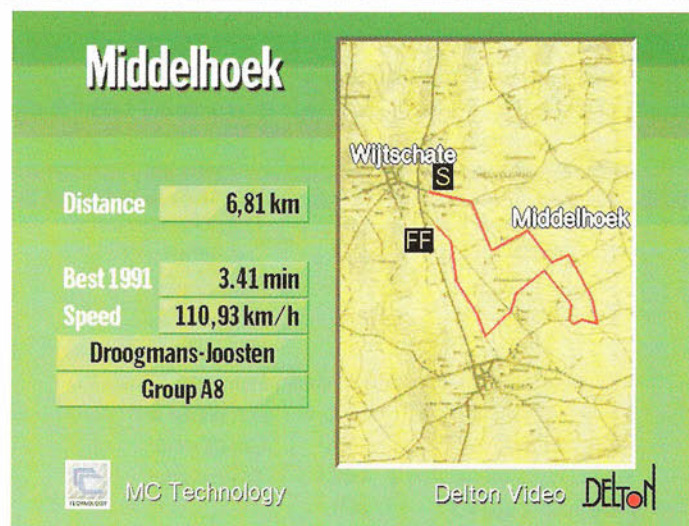 Middelhoek
Distance 6,81 km
Best 1991 3.41 min
Speed 110,93 km/h
Droogmans-Joosten
Group A8
Wijtschate
S
Middelhoek
FF
TECHNOLOGY
MC Technology
Delton Video DELTON